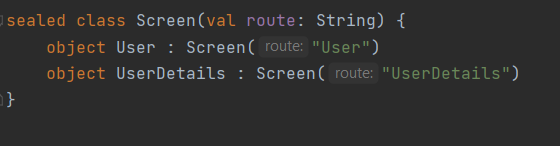 sealed class Screen(val route: String) {
    object User : Screen( route: "User")
    object UserDetails : Screen( route: "UserDetails")
}